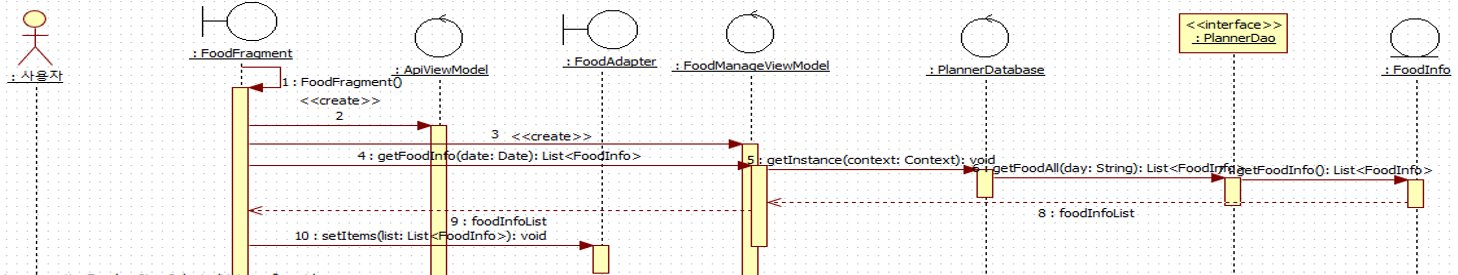 <<interface>>
: PlannerDao
: FoodFragment
: FoodAdapter
: FoodManageViewModel
: ApiViewModel
: PlannerDatabase
: FoodInfo
: 사용자
1 : FoodFragment()
<<create>>
2
3 <<create>>
4 : getFoodInfo(date: Date): List<FoodInfo>
5 : getInstance(context: Context): void
6 : getFoodAll(day: String): List<FoodInfo>
7 : getFoodInfo(): List<FoodInfo>
8 : foodInfoList
9 : foodInfoList
10 : setItems(list: List<FoodInfo>): void